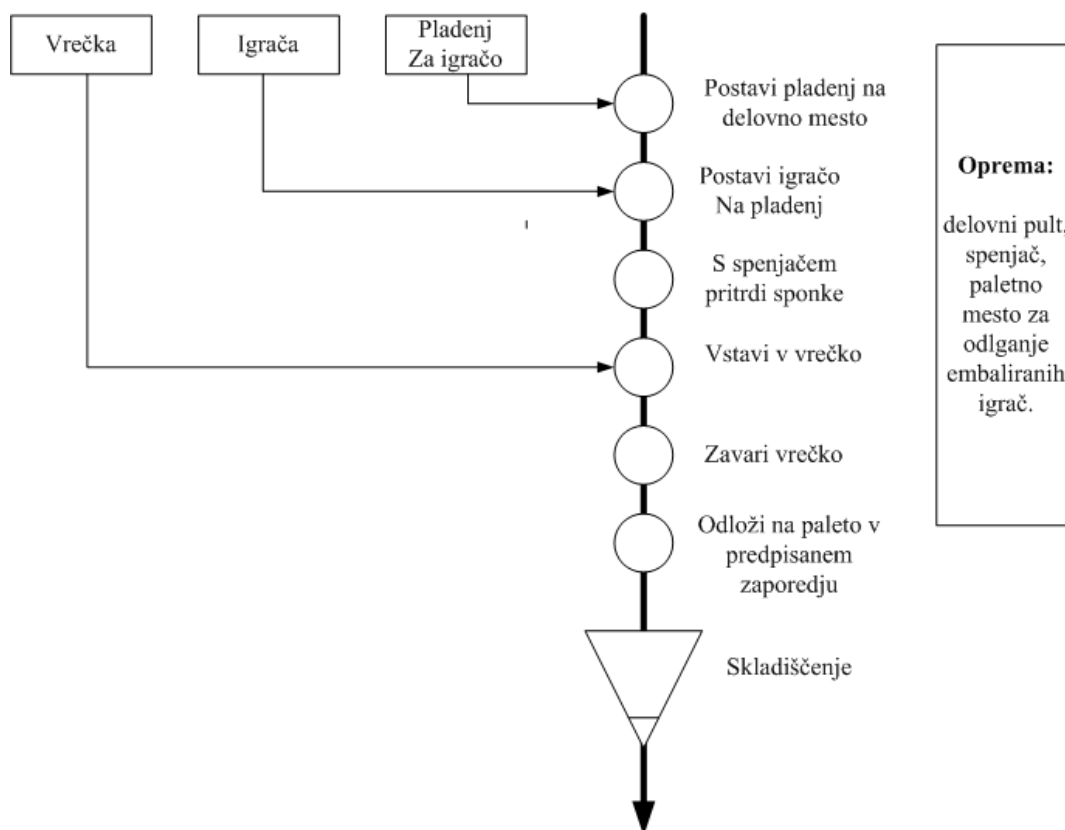 Vrečka
Igrača
Pladenj
Za igračo
Postavi pladenj na
delovno mesto
Postavi igračo
Na pladenj
S spenjačem
pritrdi sponke
Vstavi v vrečko
Zavari vrečko
Odloži na paleto v
predpisanem
zaporedju
Skladiščenje
Oprema:
delovni pult,
spenjač,
paletno
mesto za
odlganje
embaliranih
igrač.